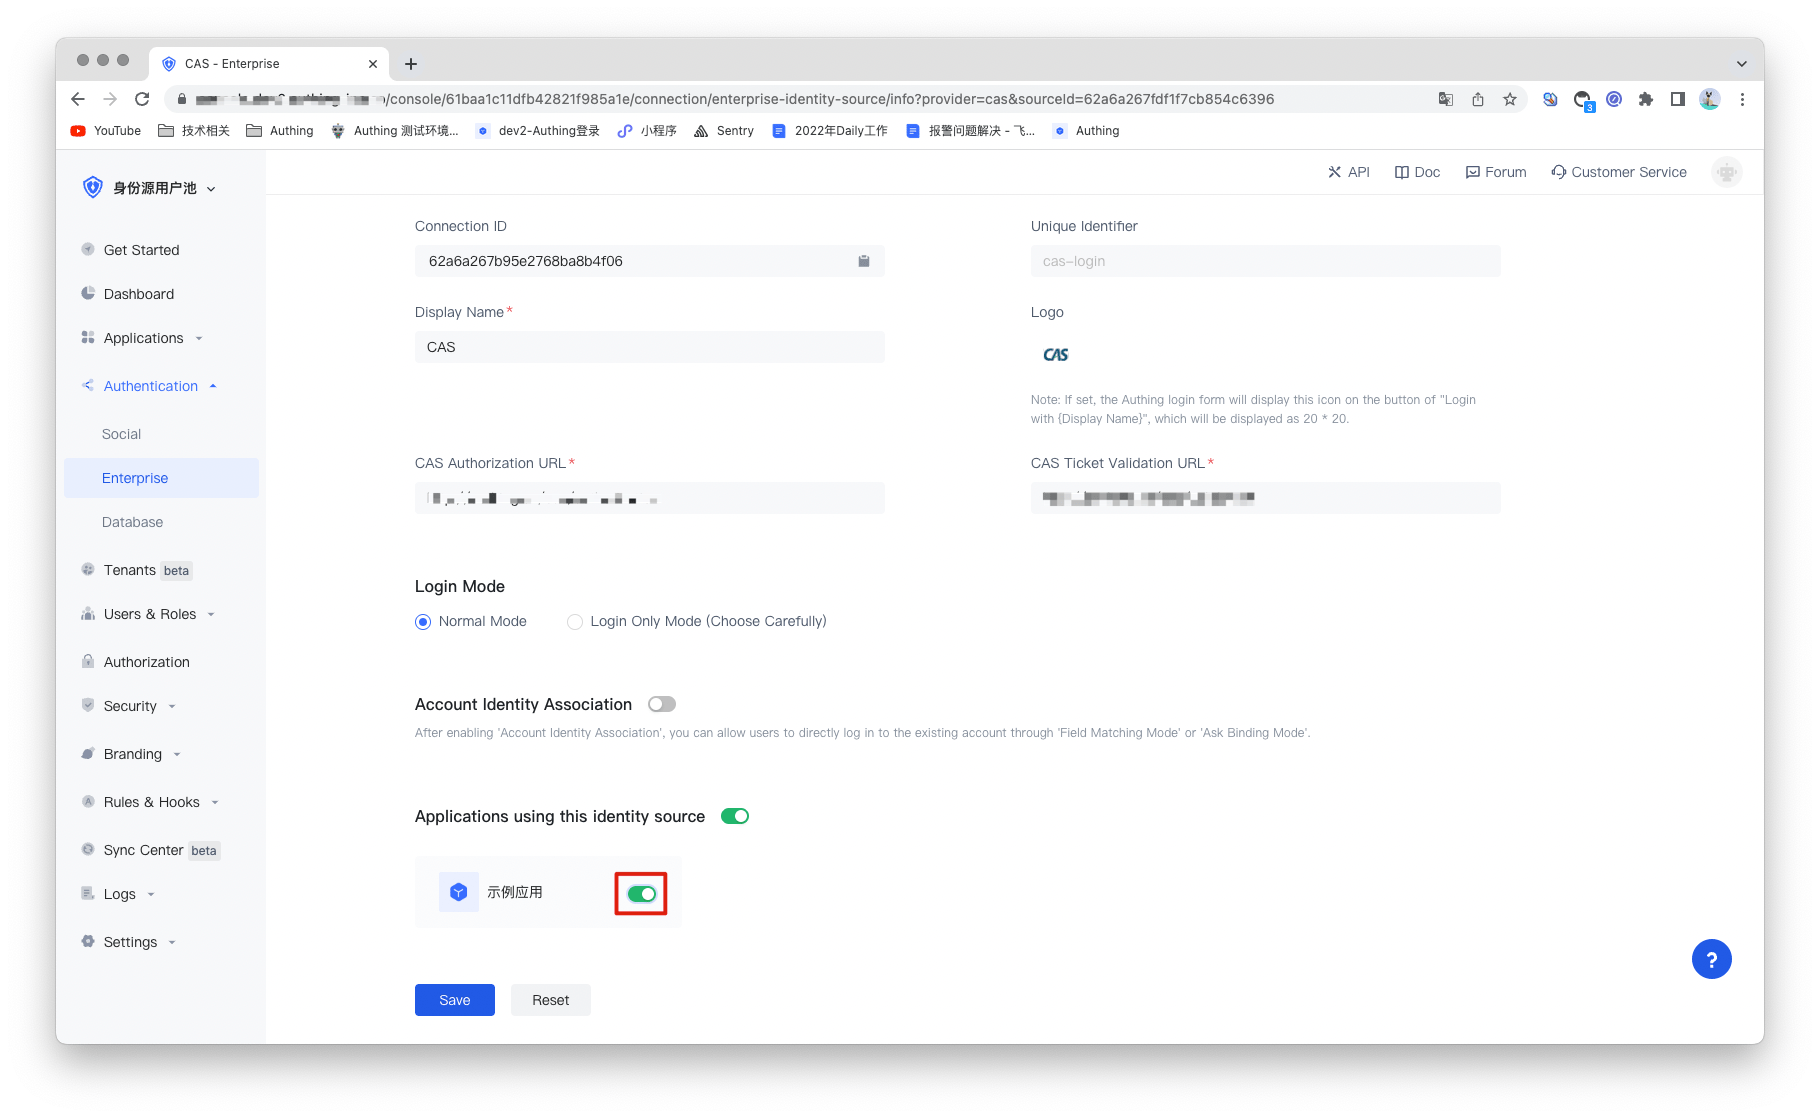 CAS - Enterprise
/console/61baa1c11dfb42821f985a1e/connection/enterprise-identity-source/info?provider=cas&sourceId=62a6a267fdf1f7cb854c6396
3
YouTube 技术相关 Authing Authing 测试环境... dev2-Authing登录 小程序 Sentry 2022年Daily工作 报警问题解决 - 飞... Authing
身份源用户池
API Doc Forum Customer Service
Get Started
Dashboard
Applications
Authentication
Social
Enterprise
Database
Tenants beta
Users & Roles
Authorization
Security
Branding
Rules & Hooks
Sync Center beta
Logs
Settings
Connection ID
62a6a267b95e2768ba8b4f06
Unique Identifier
cas-login
Display Name*
CAS
Logo
CAS
Note: If set, the Authing login form will display this icon on the button of "Login
with {Display Name}", which will be displayed as 20 * 20.
CAS Authorization URL*
CAS Ticket Validation URL*
Login Mode
Normal Mode Login Only Mode (Choose Carefully)
Account Identity Association
After enabling 'Account Identity Association', you can allow users to directly log in to the existing account through 'Field Matching Mode' or 'Ask Binding Mode'.
Applications using this identity source
示例应用
Save Reset
?